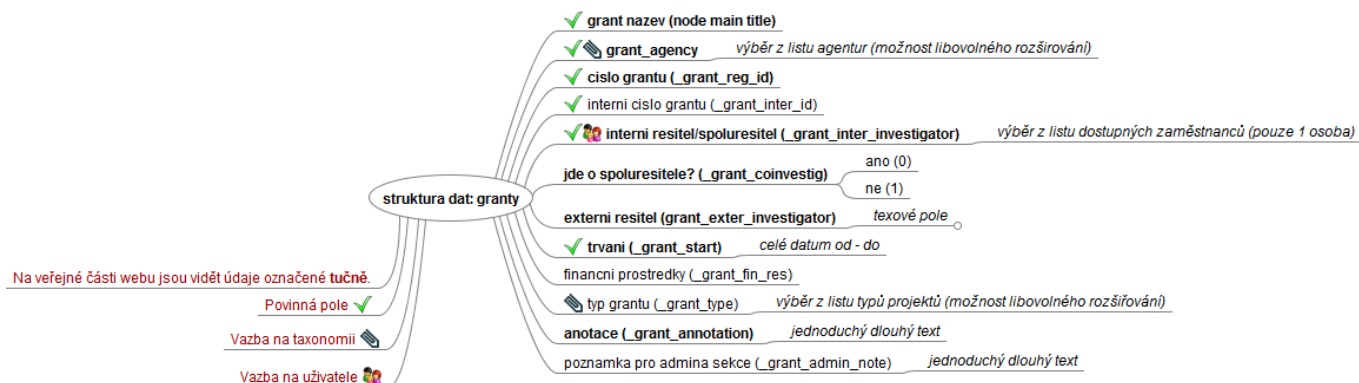 grant nazev (node main title)
grant_agency
výběr z listu agentur (možnost libovolného rozširování)
cislo grantu (_grant_reg_id)
interni cislo grantu (_grant_inter_id)
interni resitel/spoluresitel (_grant_inter_investigator)
výběr z listu dostupných zaměstnanců (pouze 1 osoba)
jde o spoluresitele? (_grant_coinvestig)
ano (0)
ne (1)
externi resitel (grant_exter_investigator)
texové pole
trvani (_grant_start)
celé datum od - do
financni prostredky (_grant_fin_res)
typ grantu (_grant_type)
výběr z listu typů projektů (možnost libovolného rozšiřování)
anotace (_grant_annotation)
jednoduchý dlouhý text
poznamka pro admina sekce (_grant_admin_note)
jednoduchý dlouhý text
struktura dat: granty
Na veřejné části webu jsou vidět údaje označené tučně.
Povinná pole
Vazba na taxonomii
Vazba na uživatele